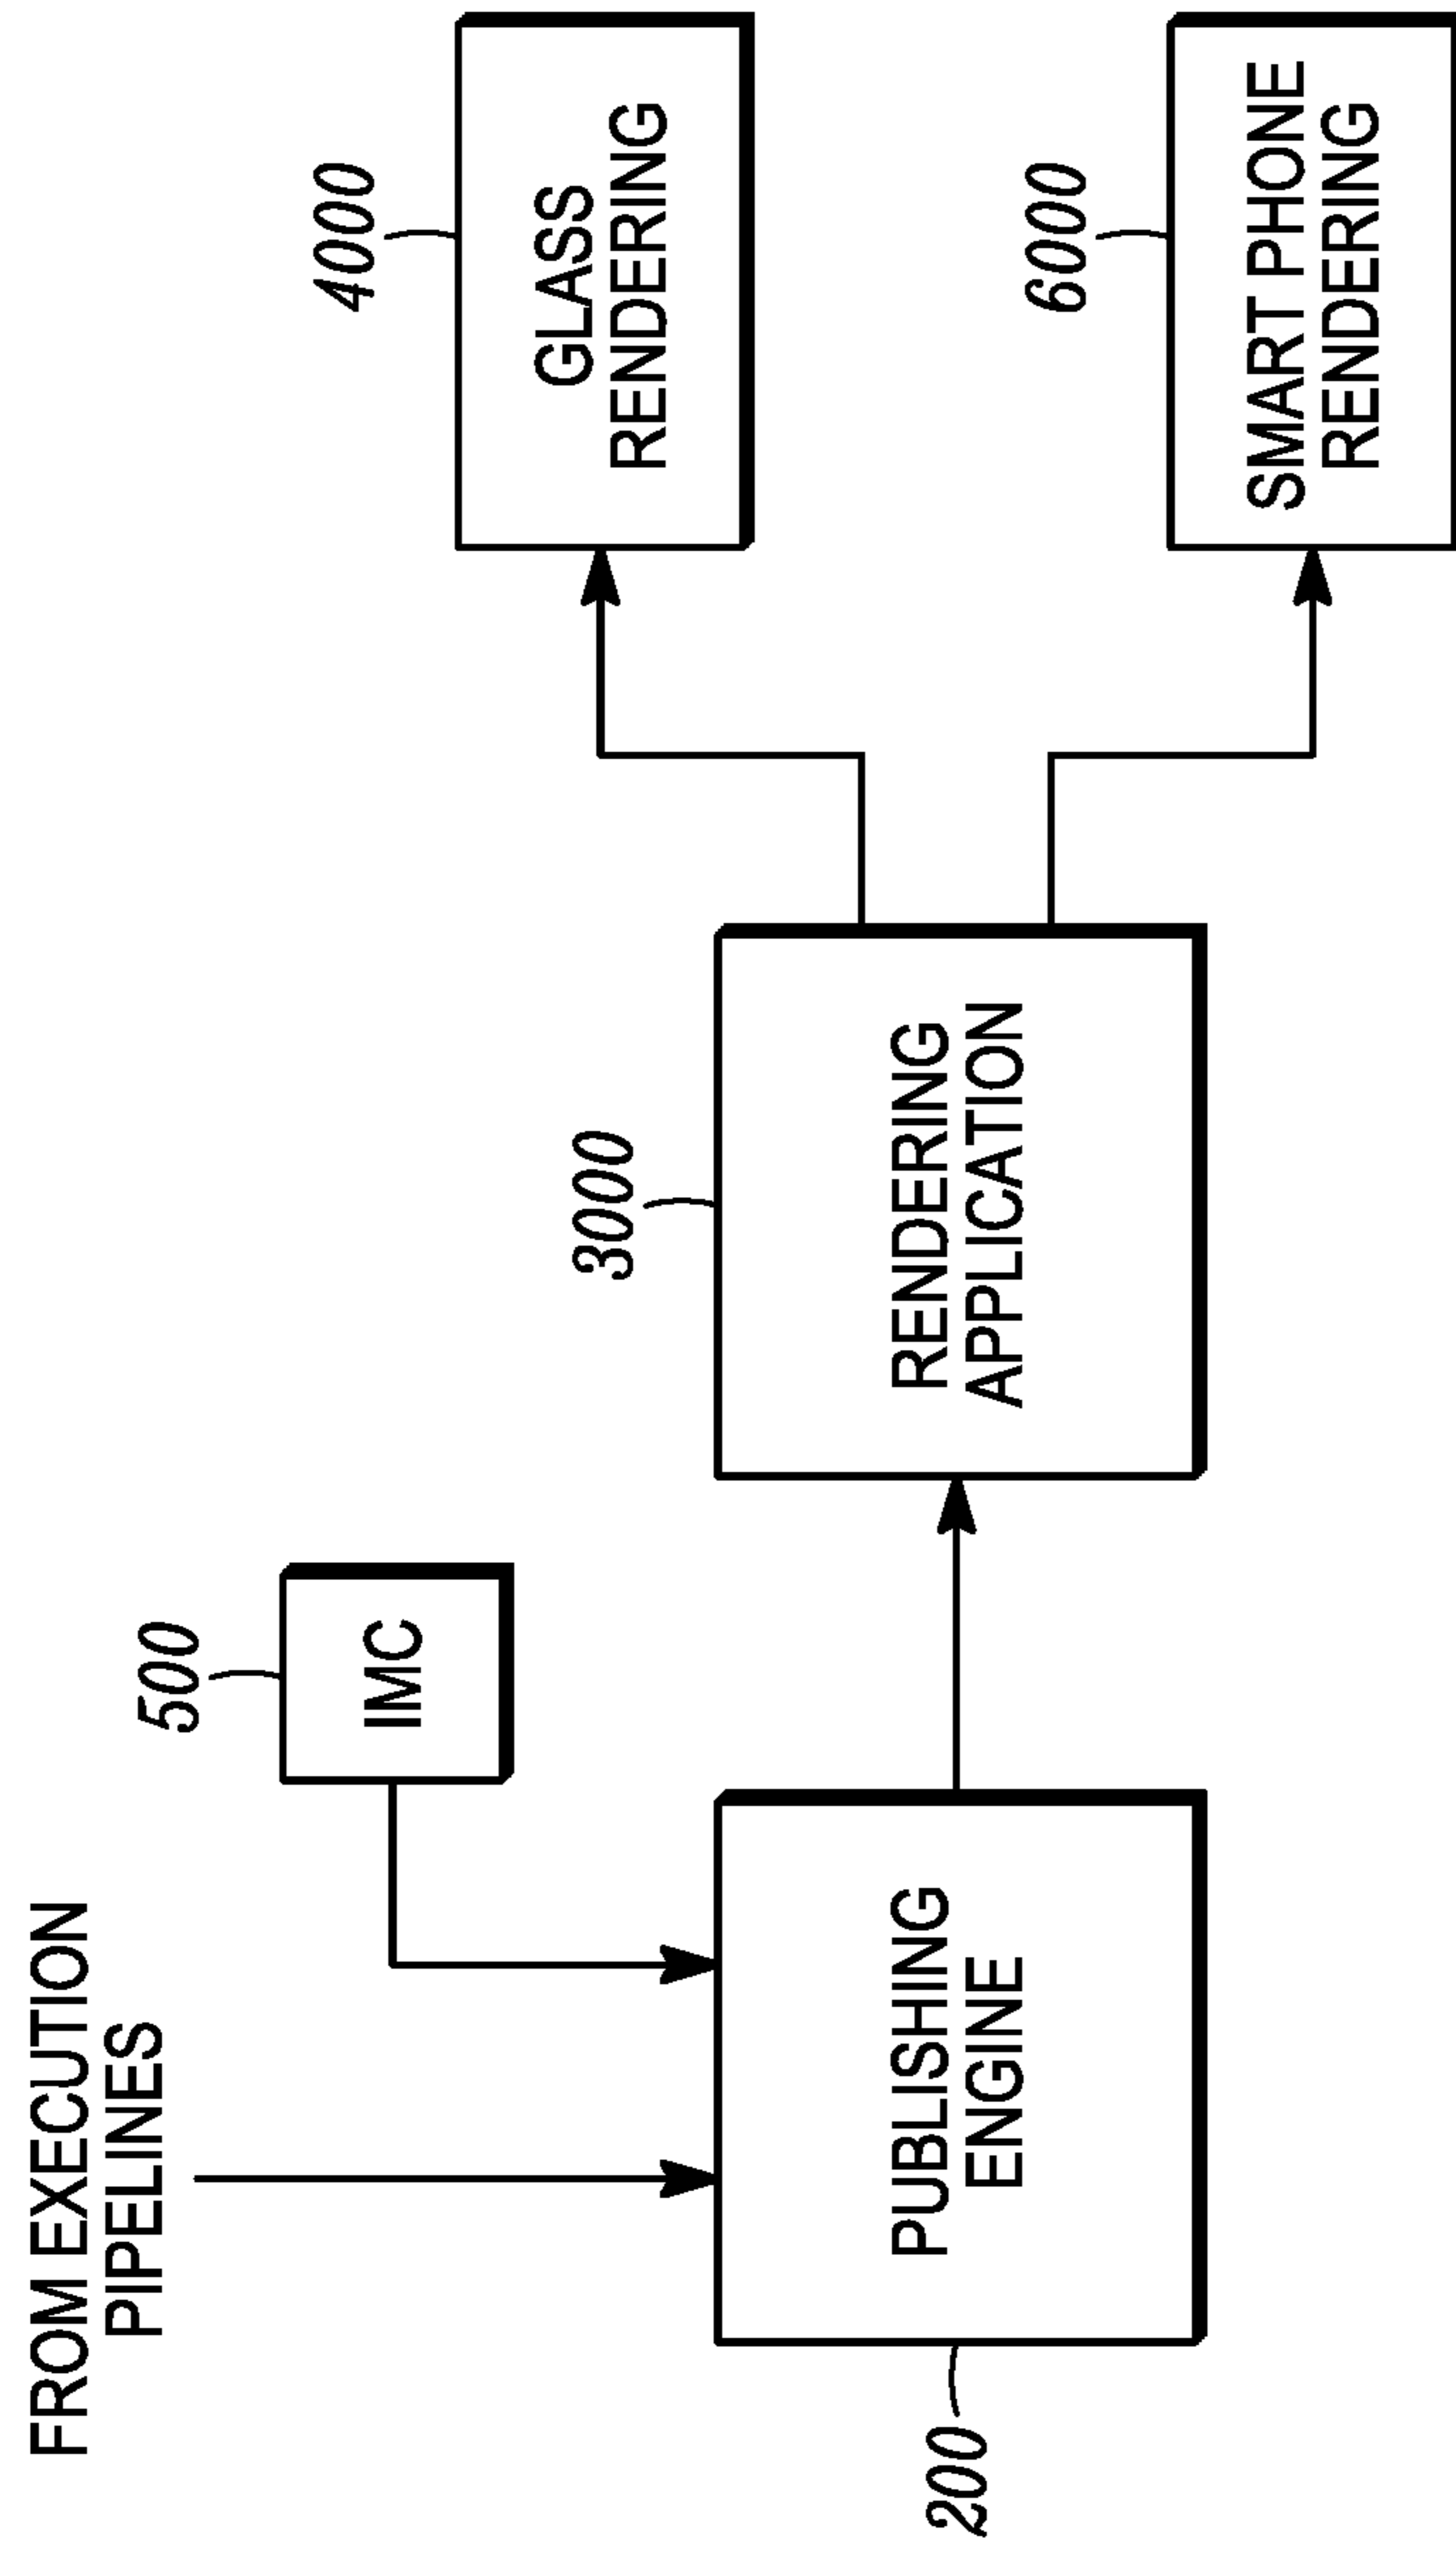 FROM EXECUTION
PIPELINES
500
IMC
200
PUBLISHING
ENGINE
3000
RENDERING
APPLICATION
4000
GLASS
RENDERING
6000
SMART PHONE
RENDERING